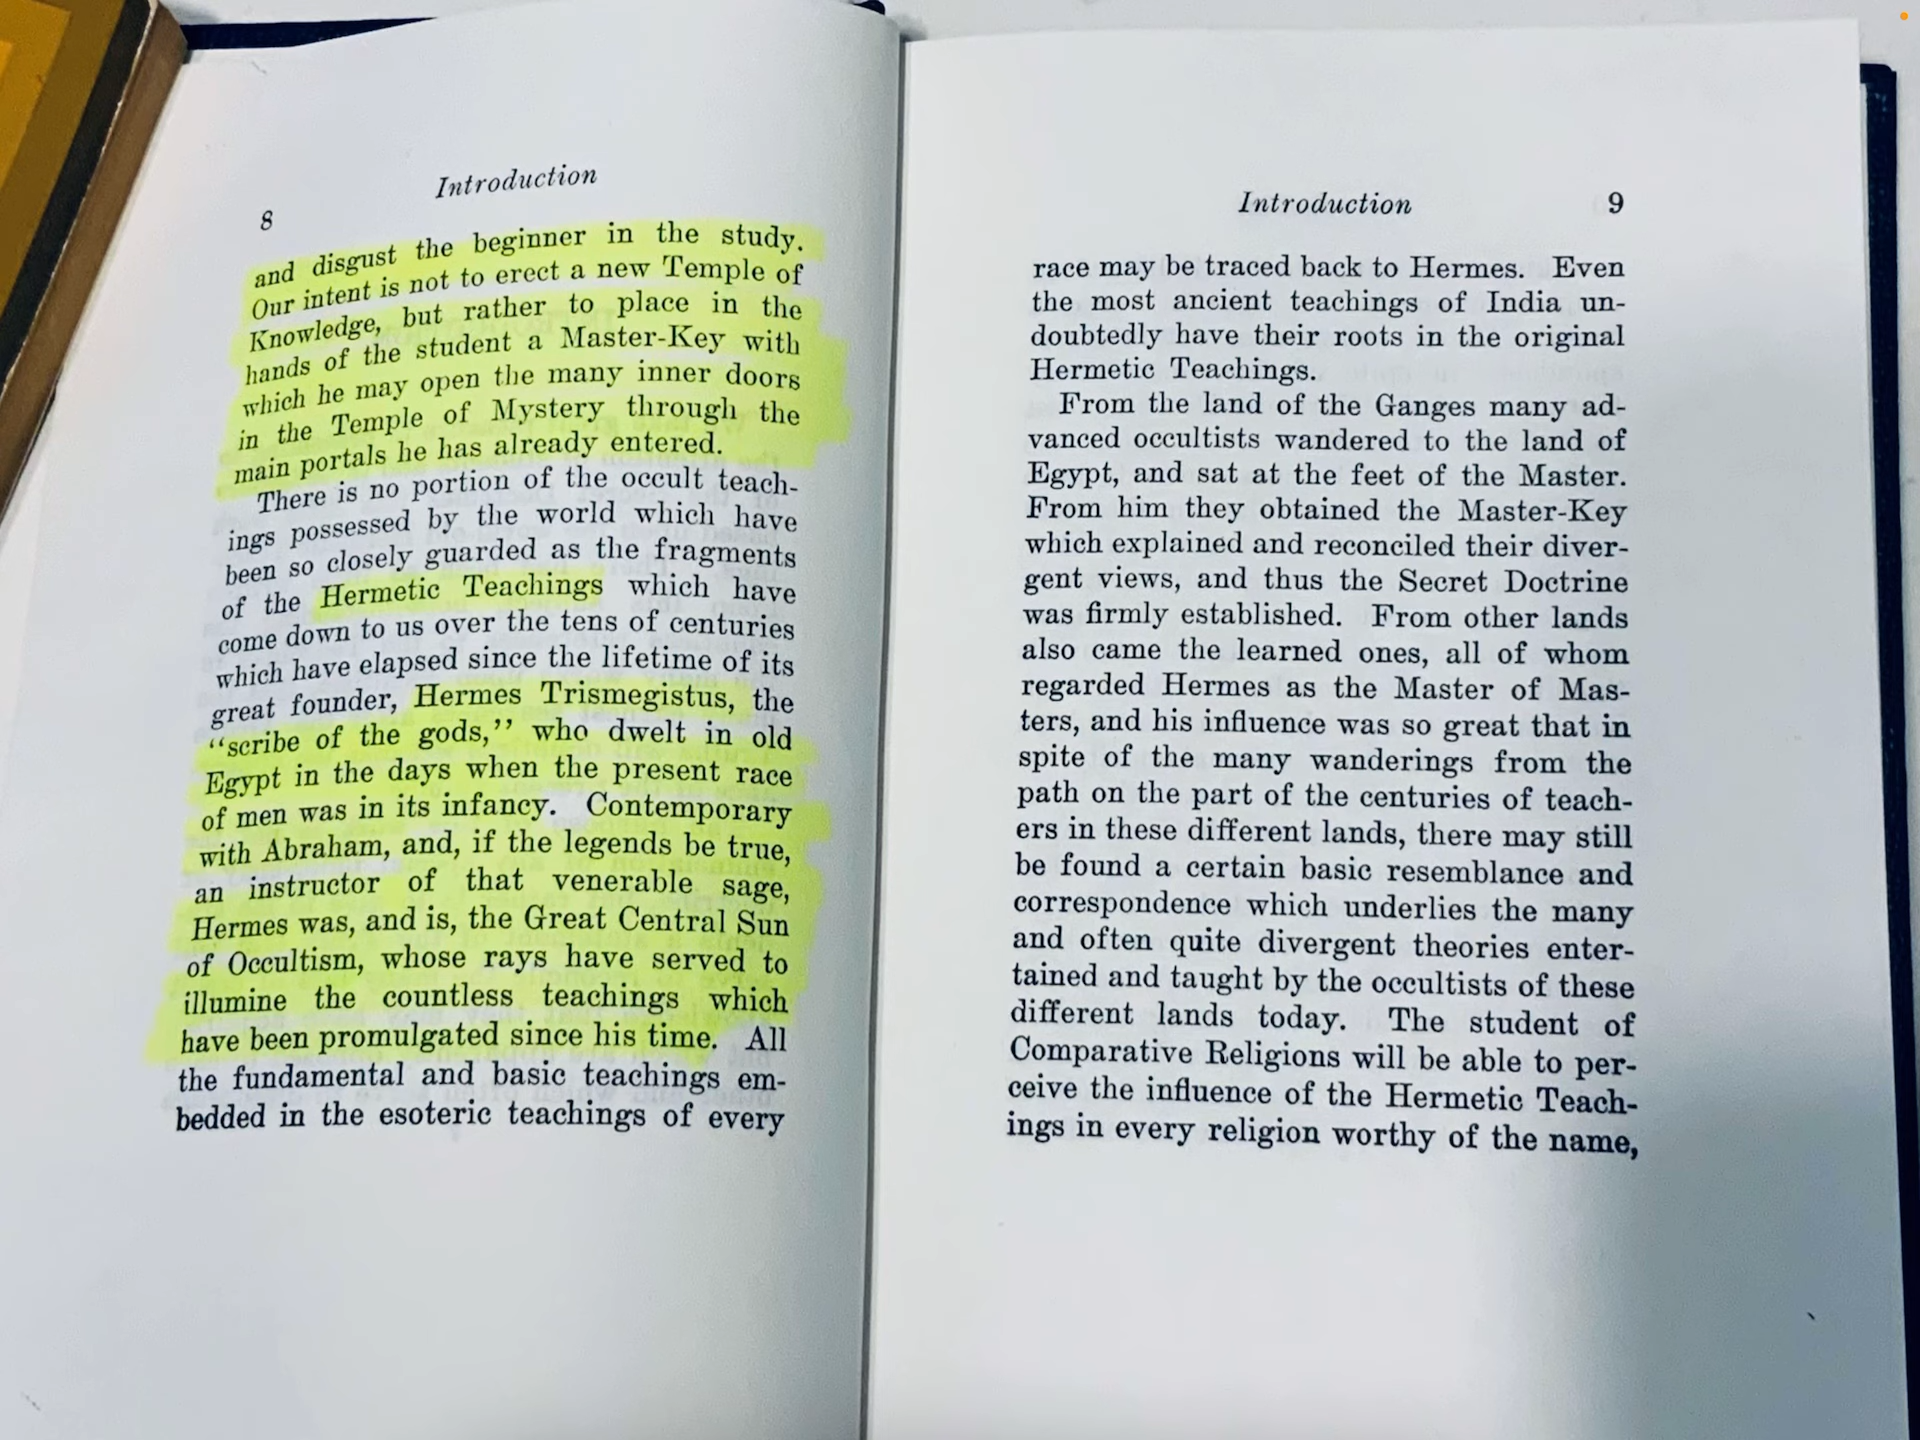 Introduction
8
and disgust the beginner in the study.
Our intent is not to erect a new Temple of
Knowledge, but rather to place in the
hands of the student a Master-Key with
which he may open the many inner doors
in the Temple of Mystery through the
main portals he has already entered.
There is no portion of the occult teach-
ings possessed by the world which have
been so closely guarded as the fragments
of the Hermetic Teachings which have
come down to us over the tens of centuries
which have elapsed since the lifetime of its
great founder, Hermes Trismegistus, the
“scribe of the gods,” who dwelt in old
Egypt in the days when the present race
of men was in its infancy. Contemporary
with Abraham, and, if the legends be true,
an instructor of that venerable sage,
Hermes was, and is, the Great Central Sun
of Occultism, whose rays have served to
illumine the countless teachings which
have been promulgated since his time. All
the fundamental and basic teachings em-
bedded in the esoteric teachings of every
Introduction 9
race may be traced back to Hermes. Even
the most ancient teachings of India un-
doubtedly have their roots in the original
Hermetic Teachings.
From the land of the Ganges many ad-
vanced occultists wandered to the land of
Egypt, and sat at the feet of the Master.
From him they obtained the Master-Key
which explained and reconciled their diver-
gent views, and thus the Secret Doctrine
was firmly established. From other lands
also came the learned ones, all of whom
regarded Hermes as the Master of Mas-
ters, and his influence was so great that in
spite of the many wanderings from the
path on the part of the centuries of teach-
ers in these different lands, there may still
be found a certain basic resemblance and
correspondence which underlies the many
and often quite divergent theories enter-
tained and taught by the occultists of these
different lands today. The student of
Comparative Religions will be able to per-
ceive the influence of the Hermetic Teach-
ings in every religion worthy of the name,